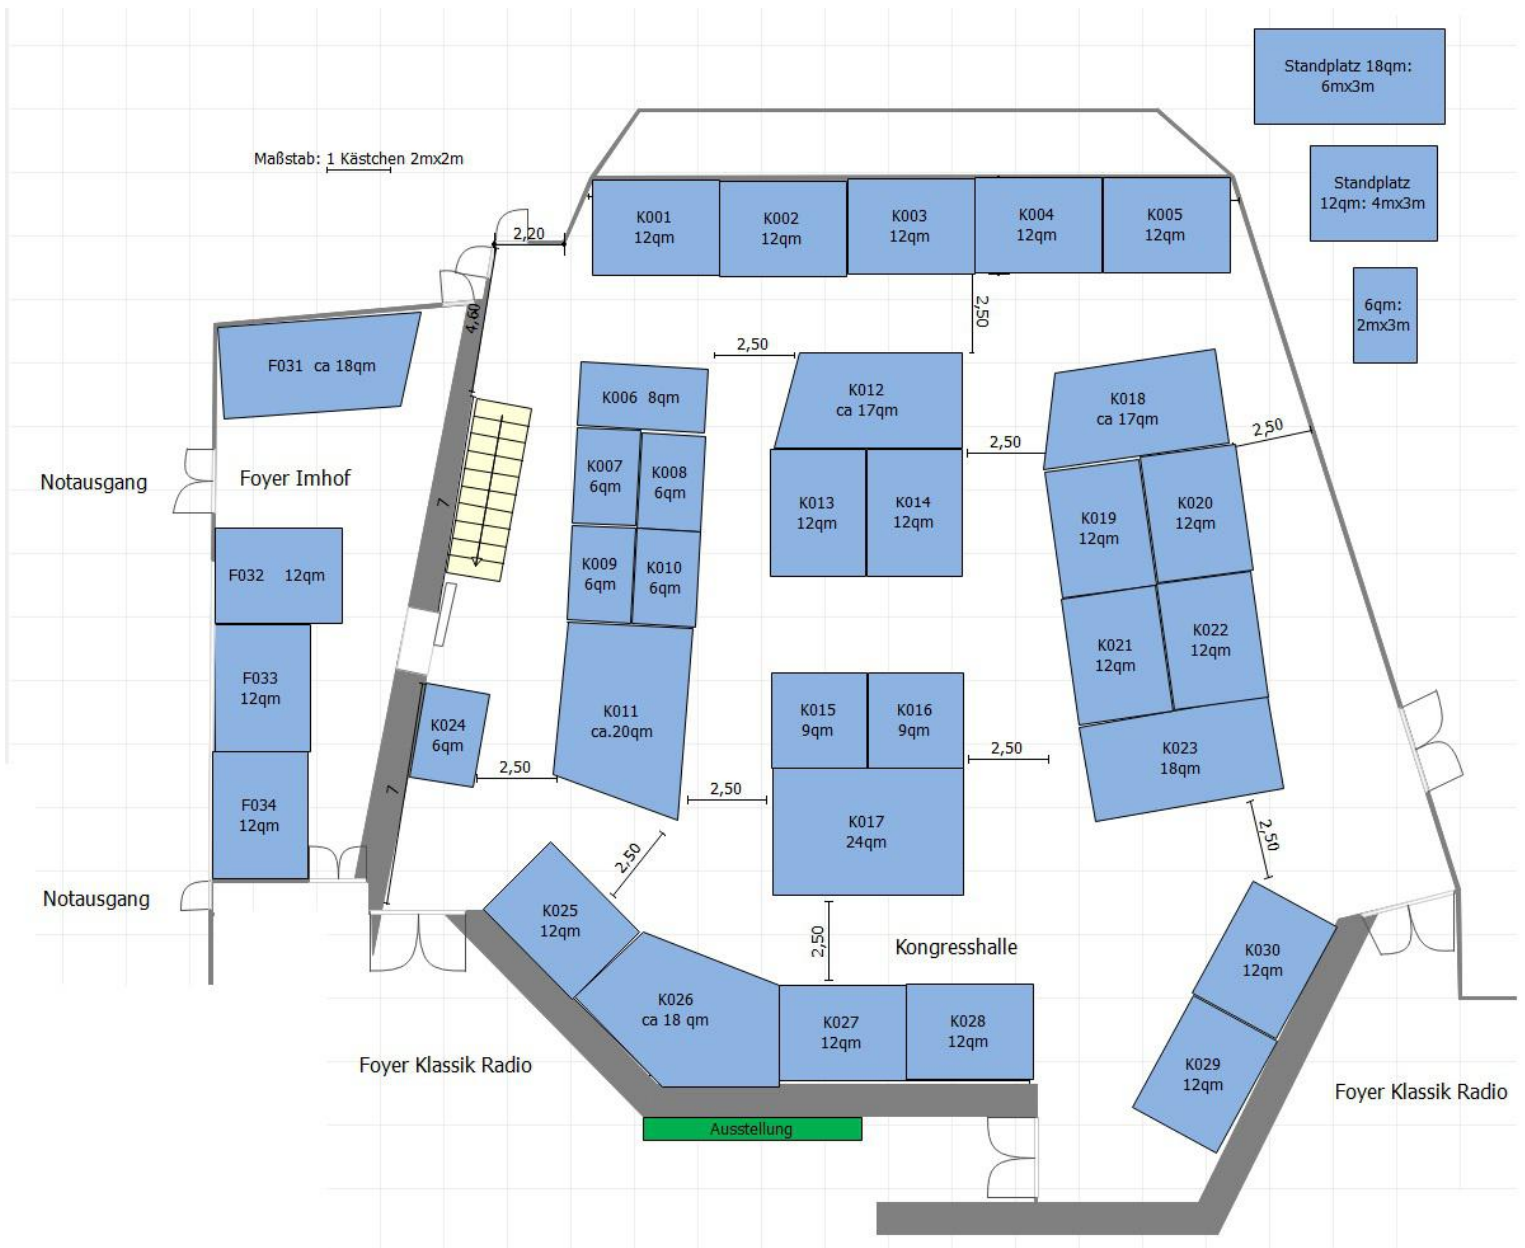 Standplatz 18qm:
6mx3m
Maßstab: 1 Kästchen 2mx2m
Standplatz
12qm: 4mx3m
K001
12qm
K002
12qm
K003
12qm
K004
12qm
K005
12qm
2,20
6qm:
2mx3m
4,60
2,50
2,50
F031 ca 18qm
K006 8qm
K012
ca 17qm
K018
ca 17qm
2,50
2,50
Notausgang
Foyer Imhof
7
K007
6qm
K008
6qm
K013
12qm
K014
12qm
K019
12qm
K020
12qm
F032 12qm
K009
6qm
K010
6qm
K021
12qm
K022
12qm
F033
12qm
K024
6qm
K011
ca.20qm
K015
9qm
K016
9qm
2,50
K023
18qm
2,50
2,50
7
F034
12qm
K017
24qm
2,50
2,50
Notausgang
K025
12qm
2,50
Kongresshalle
K030
12qm
K026
ca 18 qm
K027
12qm
K028
12qm
Foyer Klassik Radio
K029
12qm
Foyer Klassik Radio
Ausstellung